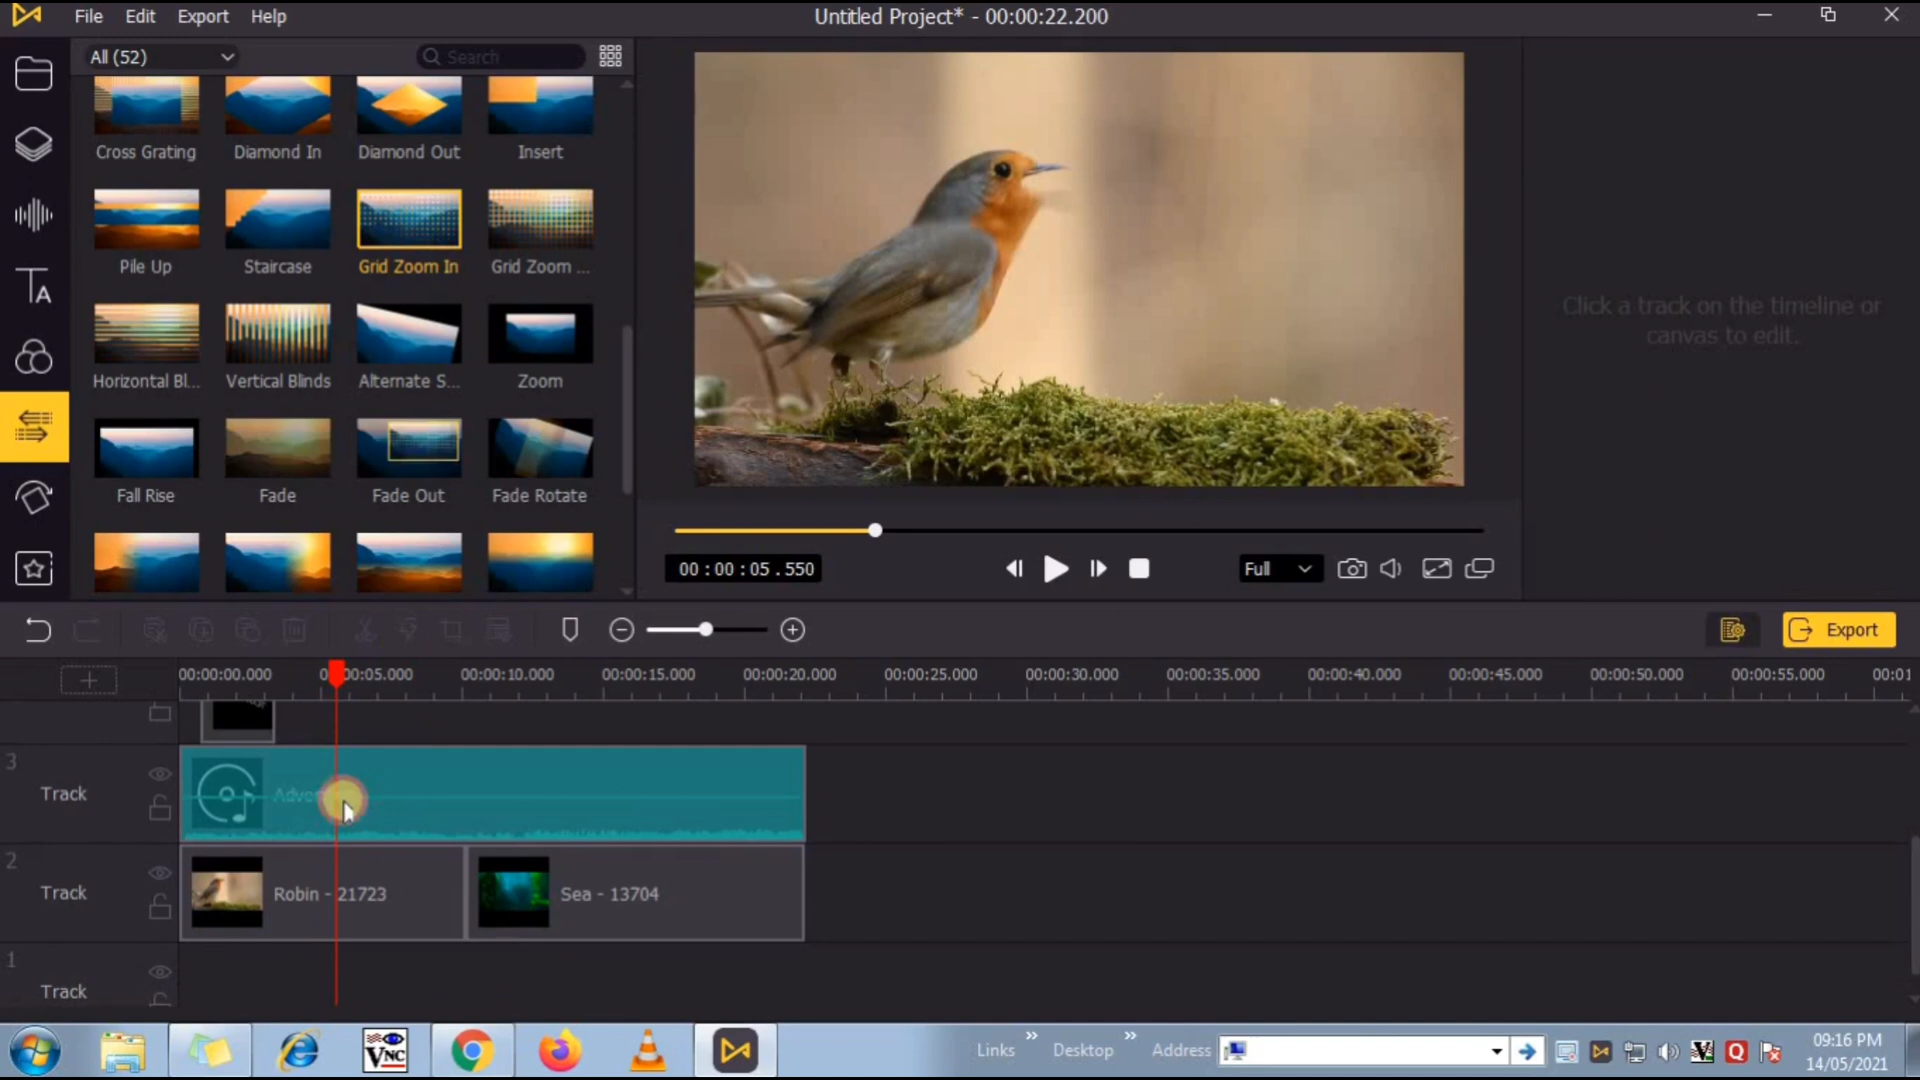 File Edit Export Help
Untitled Project* - 00:00:22.200
All (52)
Search
Cross Grating Diamond In Diamond Out Insert
Pile Up Staircase Grid Zoom In Grid Zoom ...
Horizontal Bl... Vertical Blinds Alternate S... Zoom
Fall Rise Fade Fade Out Fade Rotate
Click a track on the timeline or
canvas to edit.
00 : 00 : 05 . 550
Full
Export
00:00:00.000 00:00:10.000 00:00:15.000 00:00:20.000 00:00:25.000 00:00:30.000 00:00:35.000 00:00:40.000 00:00:45.000 00:00:50.000 00:00:55.000
3
Track
2
Track
Robin - 21723
Sea - 13704
1
Track
VNC
Links » Desktop » Address
09:16 PM
14/05/2021